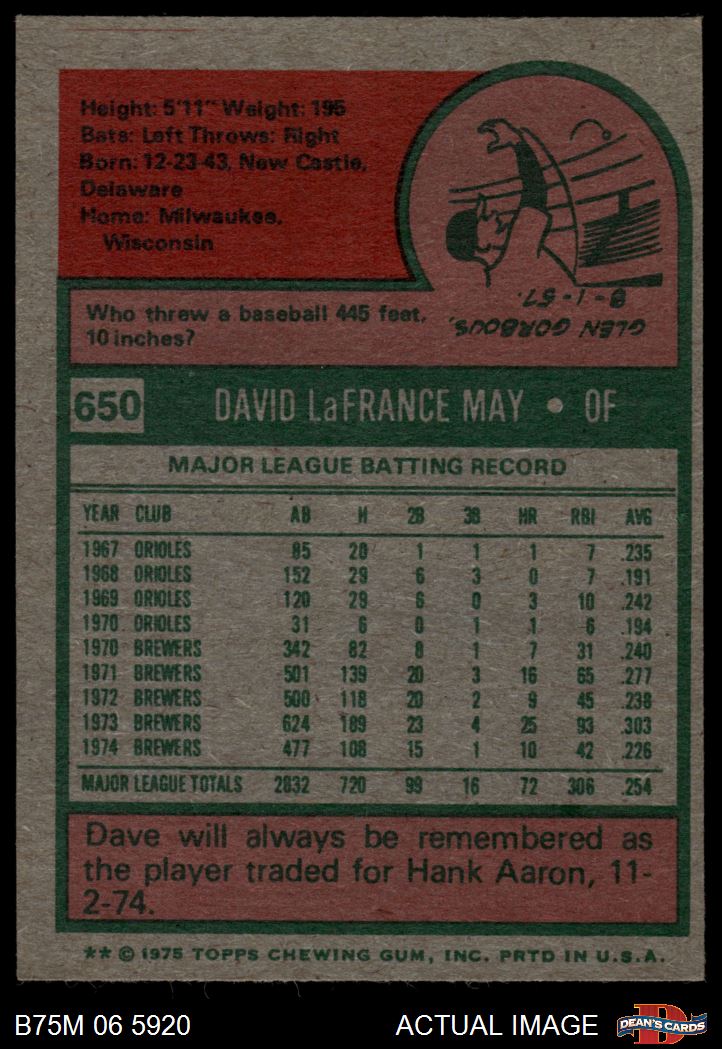 Height: 5'11" Weight: 195
Bats: Left Throws: Right
Born: 12-23-43, New Castle,
Delaware
Home: Milwaukee,
Wisconsin
Who threw a baseball 445 feet,
10 inches?
GLEN GORBOUS,
8-1-57.
650 DAVID LaFRANCE MAY • OF
MAJOR LEAGUE BATTING RECORD
YEAR CLUB AB H 2B 3B HR RBI AVG
1967 ORIOLES 85 20 1 1 1 7 .235
1968 ORIOLES 152 29 6 3 0 7 .191
1969 ORIOLES 120 29 6 0 3 10 .242
1970 ORIOLES 31 6 0 1 1 6 .194
1970 BREWERS 342 82 8 1 7 31 .240
1971 BREWERS 501 139 20 3 16 65 .277
1972 BREWERS 500 118 20 2 9 45 .238
1973 BREWERS 624 189 23 4 25 93 .303
1974 BREWERS 477 108 15 1 10 42 .226
MAJOR LEAGUE TOTALS 2832 720 99 16 72 306 .254
Dave will always be remembered as
the player traded for Hank Aaron, 11-
2-74.
** © 1975 TOPPS CHEWING GUM, INC. PRTD IN U.S.A.
B75M 06 5920 ACTUAL IMAGE D DEAN'S CARDS